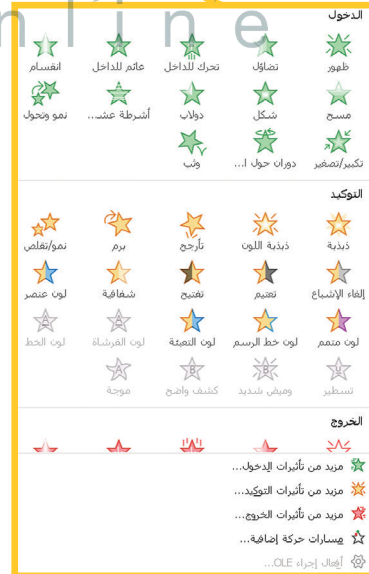 online
الدخول
ظهور تضاؤل تحرك للداخل عائم للداخل انقسام
مسح شكل دولاب أشرطة عشـ... نمو وتحول
تكبير/تصغير دوران حول ا... وثب
التوكيد
ذبذبة ذبذبة اللون تأرجح برم نمو/تقلص
إلغاء الإشباع تعتيم تفتيح شفافية لون عنصر
لون متمم لون خط الرسم لون التعبئة لون الفرشاة لون الخط
تسطير وميض شديد كشف واضح موجة
الخروج
مزيد من تأثيرات الدخول...
مزيد من تأثيرات التوكيد...
مزيد من تأثيرات الخروج...
مسارات حركة إضافية...
أفعال إجراء OLE...